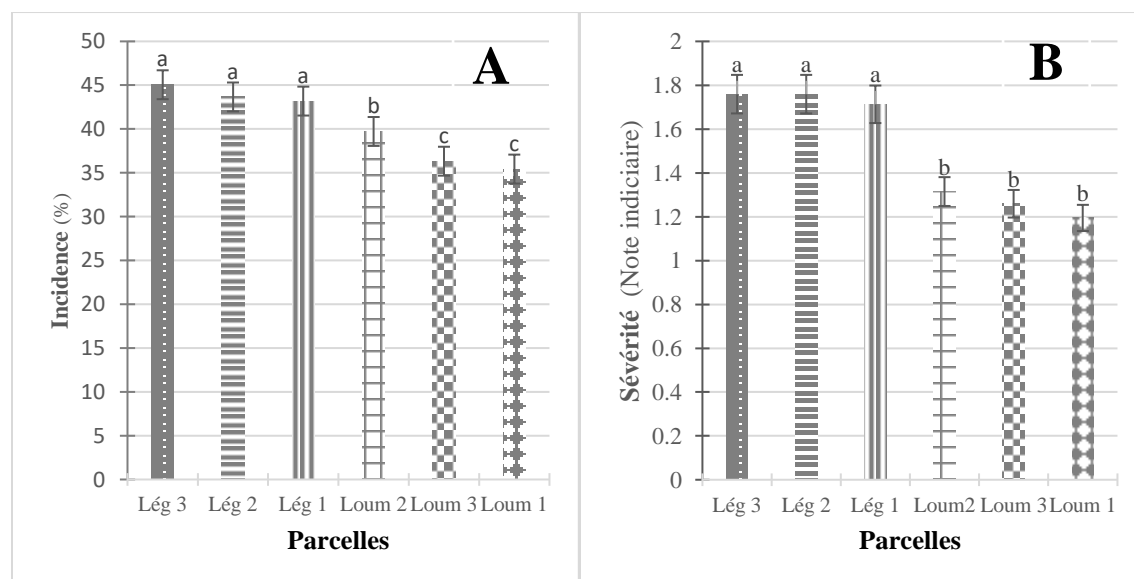 A
Incidence (%)
50
45
40
35
30
25
20
15
10
5
0
a
a
a
b
c
c
Lég 3 Lég 2 Lég 1 Loum 2 Loum 3 Loum 1
Parcelles
B
Sévérité (Note indiciaire)
2
1.8
1.6
1.4
1.2
1
0.8
0.6
0.4
0.2
0
a
a
a
b
b
b
Lég 3 Lég 2 Lég 1 Loum2 Loum 3 Loum 1
Parcelles